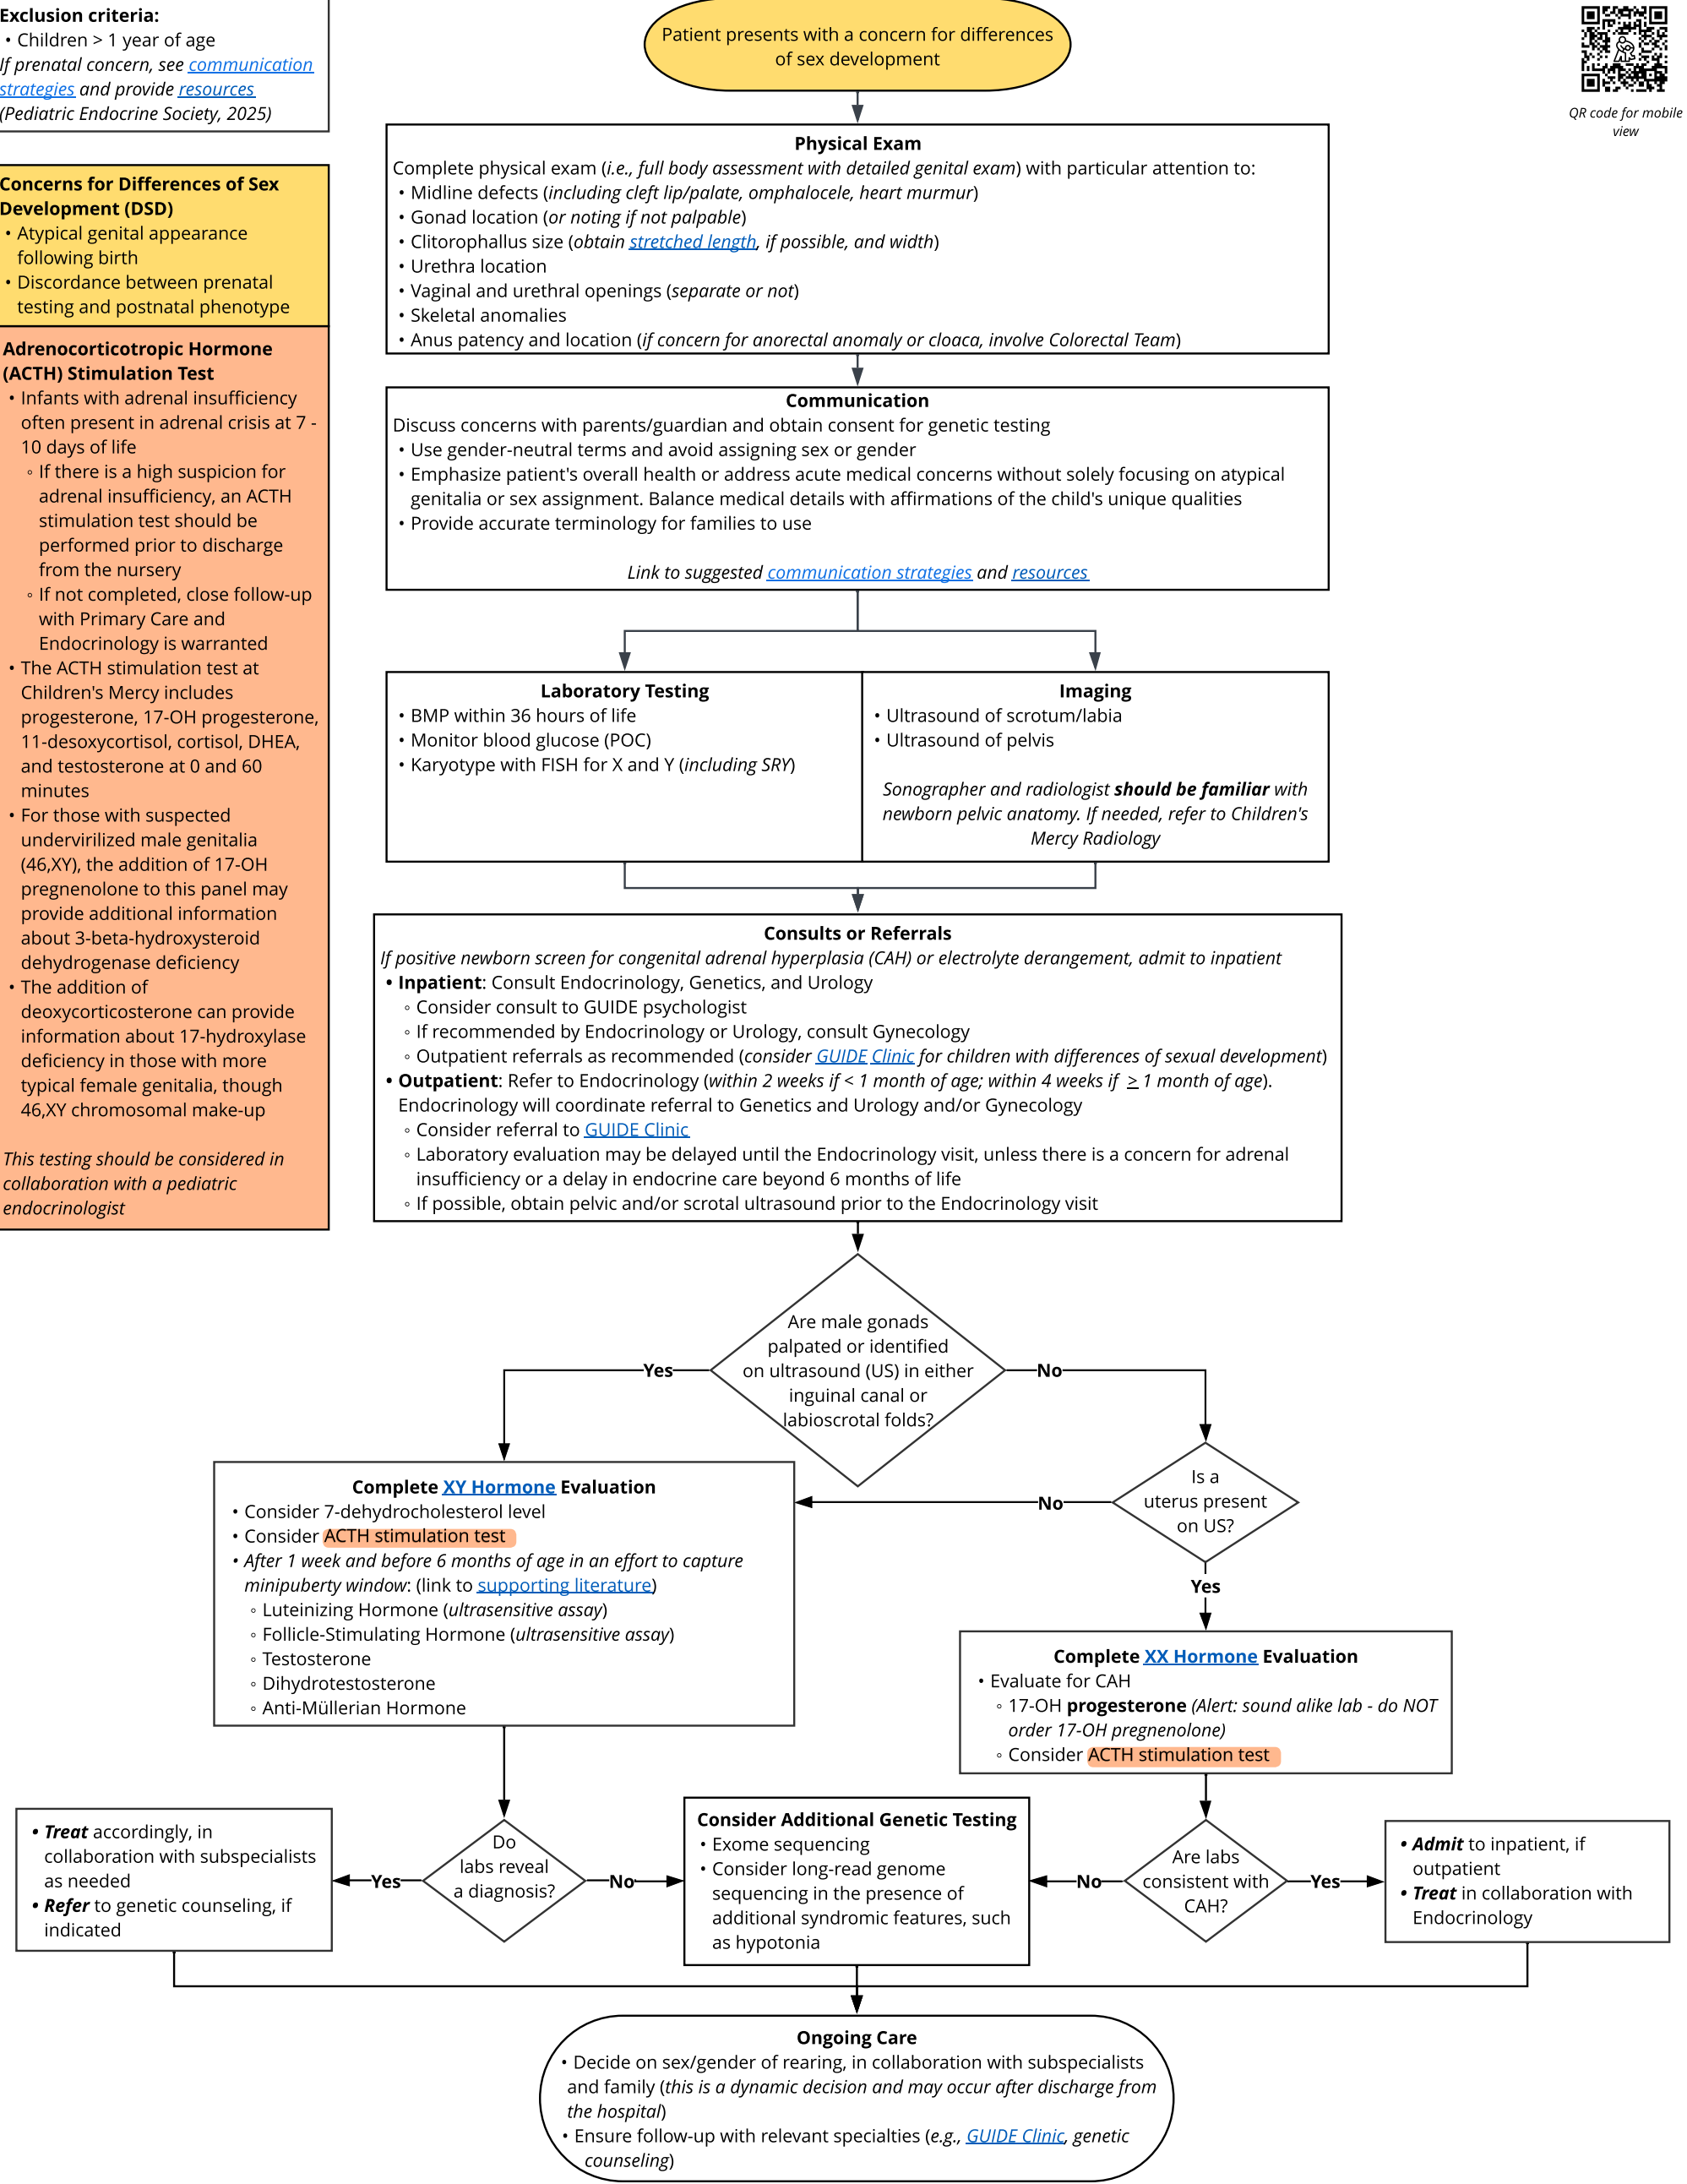 Exclusion criteria:
• Children > 1 year of age
If prenatal concern, see communication
strategies and provide resources
(Pediatric Endocrine Society, 2025)
Patient presents with a concern for differences
of sex development
QR code for mobile
view
Concerns for Differences of Sex
Development (DSD)
• Atypical genital appearance
following birth
• Discordance between prenatal
testing and postnatal phenotype
Adrenocorticotropic Hormone
(ACTH) Stimulation Test
• Infants with adrenal insufficiency
often present in adrenal crisis at 7 -
10 days of life
◦ If there is a high suspicion for
adrenal insufficiency, an ACTH
stimulation test should be
performed prior to discharge
from the nursery
◦ If not completed, close follow-up
with Primary Care and
Endocrinology is warranted
• The ACTH stimulation test at
Children's Mercy includes
progesterone, 17-OH progesterone,
11-desoxycortisol, cortisol, DHEA,
and testosterone at 0 and 60
minutes
• For those with suspected
undervirilized male genitalia
(46,XY), the addition of 17-OH
pregnenolone to this panel may
provide additional information
about 3-beta-hydroxysteroid
dehydrogenase deficiency
• The addition of
deoxycorticosterone can provide
information about 17-hydroxylase
deficiency in those with more
typical female genitalia, though
46,XY chromosomal make-up
This testing should be considered in
collaboration with a pediatric
endocrinologist
Physical Exam
Complete physical exam (i.e., full body assessment with detailed genital exam) with particular attention to:
• Midline defects (including cleft lip/palate, omphalocele, heart murmur)
• Gonad location (or noting if not palpable)
• Clitorophallus size (obtain stretched length, if possible, and width)
• Urethra location
• Vaginal and urethral openings (separate or not)
• Skeletal anomalies
• Anus patency and location (if concern for anorectal anomaly or cloaca, involve Colorectal Team)
Communication
Discuss concerns with parents/guardian and obtain consent for genetic testing
• Use gender-neutral terms and avoid assigning sex or gender
• Emphasize patient's overall health or address acute medical concerns without solely focusing on atypical
genitalia or sex assignment. Balance medical details with affirmations of the child's unique qualities
• Provide accurate terminology for families to use
Link to suggested communication strategies and resources
Laboratory Testing
• BMP within 36 hours of life
• Monitor blood glucose (POC)
• Karyotype with FISH for X and Y (including SRY)
Imaging
• Ultrasound of scrotum/labia
• Ultrasound of pelvis
Sonographer and radiologist should be familiar with
newborn pelvic anatomy. If needed, refer to Children's
Mercy Radiology
Consults or Referrals
If positive newborn screen for congenital adrenal hyperplasia (CAH) or electrolyte derangement, admit to inpatient
• Inpatient: Consult Endocrinology, Genetics, and Urology
◦ Consider consult to GUIDE psychologist
◦ If recommended by Endocrinology or Urology, consult Gynecology
◦ Outpatient referrals as recommended (consider GUIDE Clinic for children with differences of sexual development)
• Outpatient: Refer to Endocrinology (within 2 weeks if < 1 month of age; within 4 weeks if ≥ 1 month of age).
Endocrinology will coordinate referral to Genetics and Urology and/or Gynecology
◦ Consider referral to GUIDE Clinic
◦ Laboratory evaluation may be delayed until the Endocrinology visit, unless there is a concern for adrenal
insufficiency or a delay in endocrine care beyond 6 months of life
◦ If possible, obtain pelvic and/or scrotal ultrasound prior to the Endocrinology visit
Are male gonads
palpated or identified
on ultrasound (US) in either
inguinal canal or
labioscrotal folds?
Yes
No
Is a
uterus present
on US?
No
Yes
Complete XY Hormone Evaluation
• Consider 7-dehydrocholesterol level
• Consider ACTH stimulation test
• After 1 week and before 6 months of age in an effort to capture
minipuberty window: (link to supporting literature)
◦ Luteinizing Hormone (ultrasensitive assay)
◦ Follicle-Stimulating Hormone (ultrasensitive assay)
◦ Testosterone
◦ Dihydrotestosterone
◦ Anti-Müllerian Hormone
Complete XX Hormone Evaluation
• Evaluate for CAH
◦ 17-OH progesterone (Alert: sound alike lab - do NOT
order 17-OH pregnenolone)
◦ Consider ACTH stimulation test
• Treat accordingly, in
collaboration with subspecialists
as needed
• Refer to genetic counseling, if
indicated
Yes
Do
labs reveal
a diagnosis?
No
Consider Additional Genetic Testing
• Exome sequencing
• Consider long-read genome
sequencing in the presence of
additional syndromic features, such
as hypotonia
No
Are labs
consistent with
CAH?
Yes
• Admit to inpatient, if
outpatient
• Treat in collaboration with
Endocrinology
Ongoing Care
• Decide on sex/gender of rearing, in collaboration with subspecialists
and family (this is a dynamic decision and may occur after discharge from
the hospital)
• Ensure follow-up with relevant specialties (e.g., GUIDE Clinic, genetic
counseling)